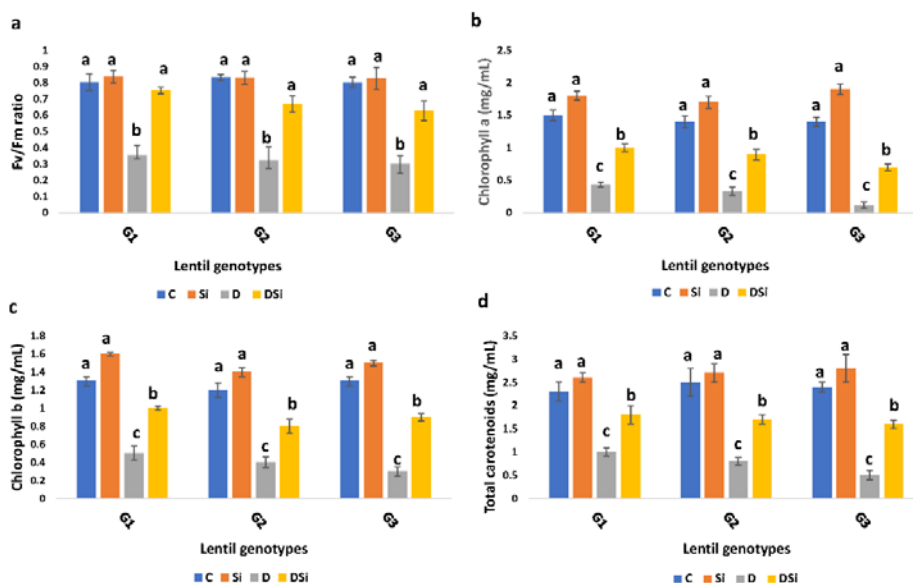 a
Fv/Fm ratio
1
0.9
0.8
0.7
0.6
0.5
0.4
0.3
0.2
0.1
0
a a b a
a a b a
a a b a
G1 G2 G3
Lentil genotypes
C Si D DSi
b
Chlorophyll a (mg/mL)
2.5
2
1.5
1
0.5
0
a a c b
a a c b
a a c b
G1 G2 G3
Lentil genotypes
C Si D DSi
c
Chlorophyll b (mg/mL)
1.8
1.6
1.4
1.2
1
0.8
0.6
0.4
0.2
0
a a c b
a a c b
a a c b
G1 G2 G3
Lentil genotypes
C Si D DSi
d
Total carotenoids (mg/mL)
3.5
3
2.5
2
1.5
1
0.5
0
a a c b
a a c b
a a c b
G1 G2 G3
Lentil genotypes
C Si D DSi